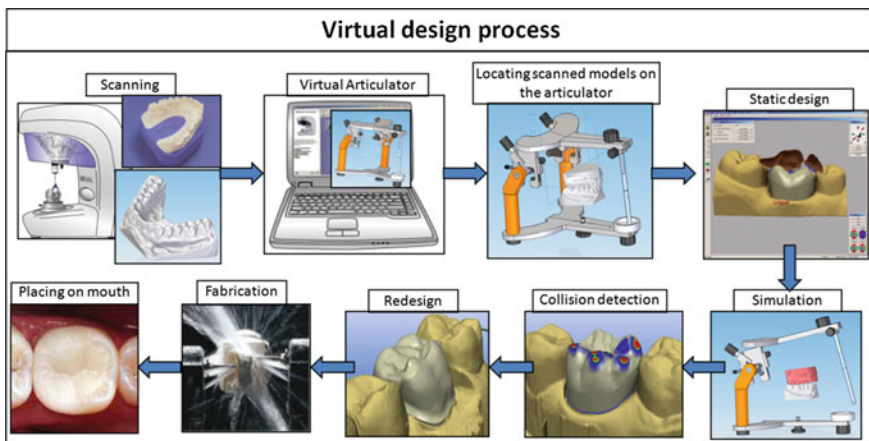 Virtual design process
Scanning
Virtual Articulator
Locating scanned models on
the articulator
Static design
Simulation
Collision detection
Redesign
Fabrication
Placing on mouth